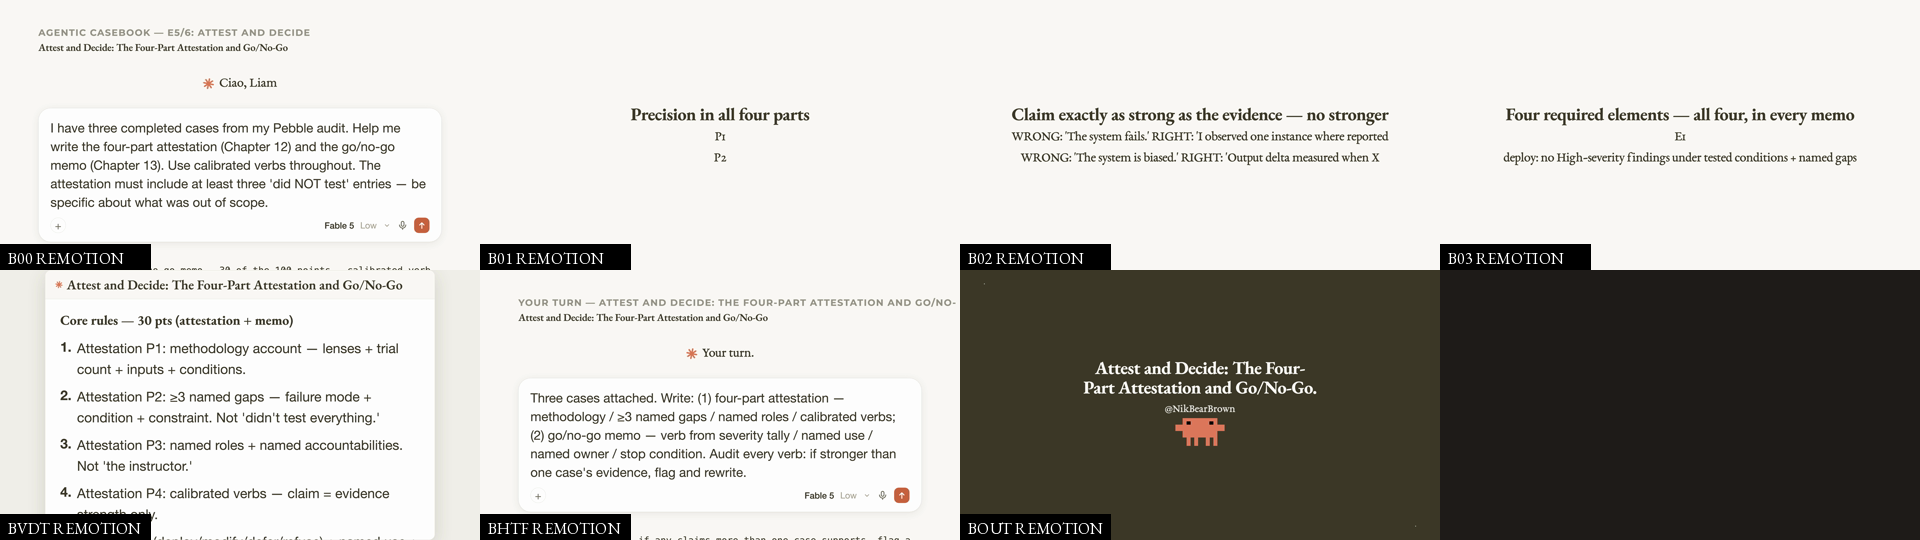 AGENTIC CASEBOOK — E5/6: ATTEST AND DECIDE
Attest and Decide: The Four-Part Attestation and Go/No-Go
Ciao, Liam
I have three completed cases from my Pebble audit. Help me
write the four-part attestation (Chapter 12) and the go/no-go
memo (Chapter 13). Use calibrated verbs throughout. The
attestation must include at least three 'did NOT test' entries — be
specific about what was out of scope.
+ Fable 5 Low
B00 REMOTION
Precision in all four parts
P1
P2
B01 REMOTION
Claim exactly as strong as the evidence — no stronger
WRONG: 'The system fails.' RIGHT: 'I observed one instance where reported
WRONG: 'The system is biased.' RIGHT: 'Output delta measured when X
B02 REMOTION
Four required elements — all four, in every memo
E1
deploy: no High-severity findings under tested conditions + named gaps
B03 REMOTION
Attest and Decide: The Four-Part Attestation and Go/No-Go
Core rules — 30 pts (attestation + memo)
1. Attestation P1: methodology account — lenses + trial
count + inputs + conditions.
2. Attestation P2: ≥3 named gaps — failure mode +
condition + constraint. Not 'didn't test everything.'
3. Attestation P3: named roles + named accountabilities.
Not 'the instructor.'
4. Attestation P4: calibrated verbs — claim = evidence
BVDT REMOTION
YOUR TURN — ATTEST AND DECIDE: THE FOUR-PART ATTESTATION AND GO/NO-
Attest and Decide: The Four-Part Attestation and Go/No-Go
Your turn.
Three cases attached. Write: (1) four-part attestation —
methodology / ≥3 named gaps / named roles / calibrated verbs;
(2) go/no-go memo — verb from severity tally / named use /
named owner / stop condition. Audit every verb: if stronger than
one case's evidence, flag and rewrite.
+ Fable 5 Low
BHTF REMOTION
Attest and Decide: The Four-
Part Attestation and Go/No-Go.
@NikBearBrown
BOUT REMOTION